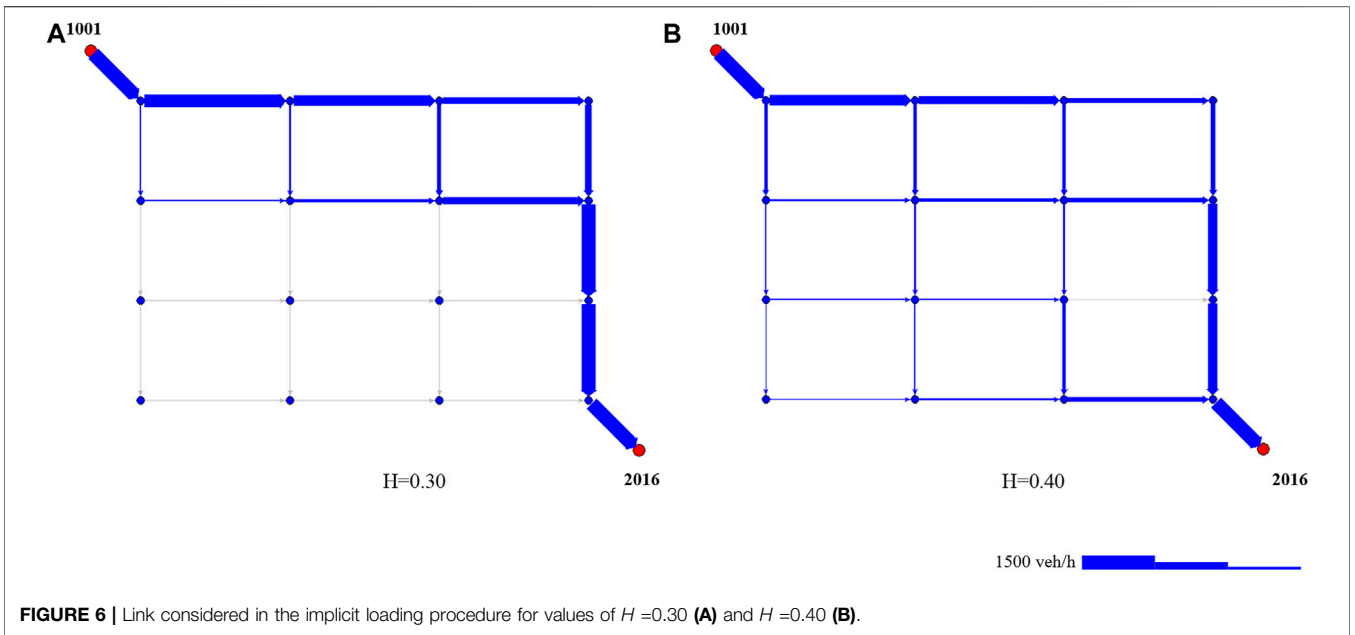 A 1001
B 1001
H=0.30
2016
H=0.40
2016
1500 veh/h
FIGURE 6 | Link considered in the implicit loading procedure for values of H =0.30 (A) and H =0.40 (B).